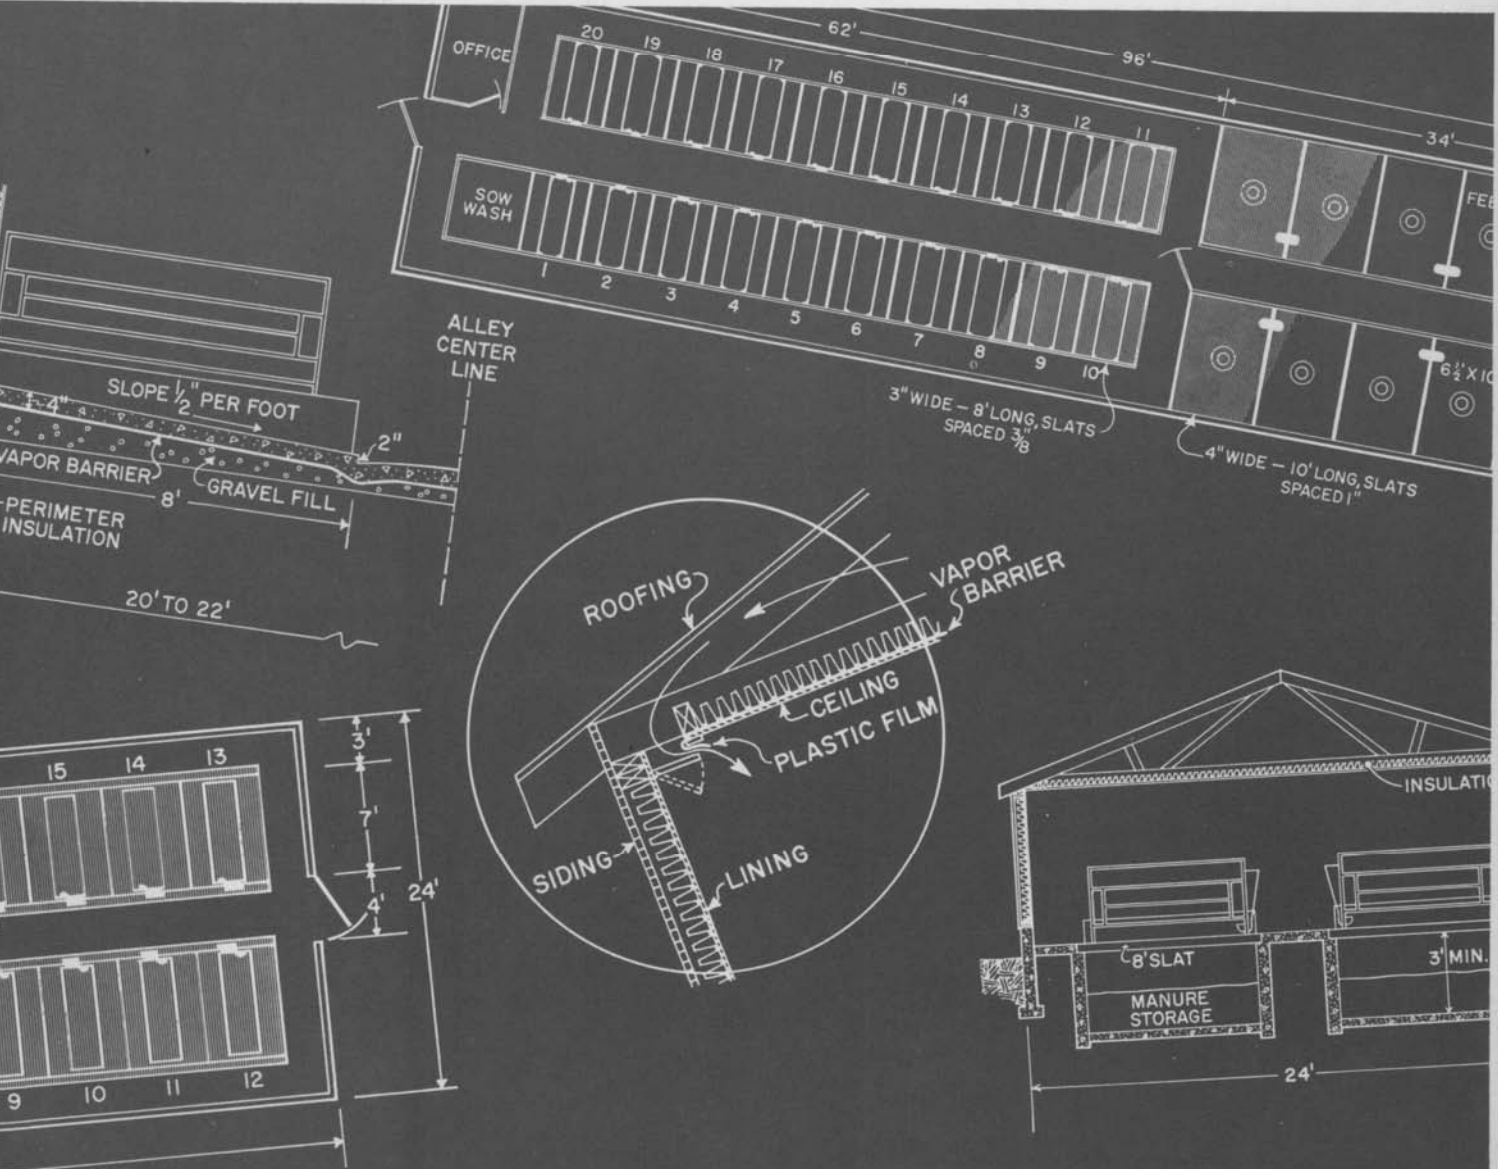 62'
96'
34'
OFFICE
20
19
18
17
16
15
14
13
12
11
SOW
WASH
1
2
3
4
5
6
7
8
9
10
3" WIDE – 8' LONG, SLATS
SPACED 3/8"
4" WIDE – 10' LONG, SLATS
SPACED 1"
ALLEY
CENTER
LINE
SLOPE 1/2" PER FOOT
4"
2"
VAPOR BARRIER
GRAVEL FILL
8'
PERIMETER
INSULATION
20' TO 22'
ROOFING
VAPOR
BARRIER
CEILING
PLASTIC FILM
SIDING
LINING
15
14
13
3'
7'
4'
24'
9
10
11
12
8' SLAT
3' MIN.
MANURE
STORAGE
24'